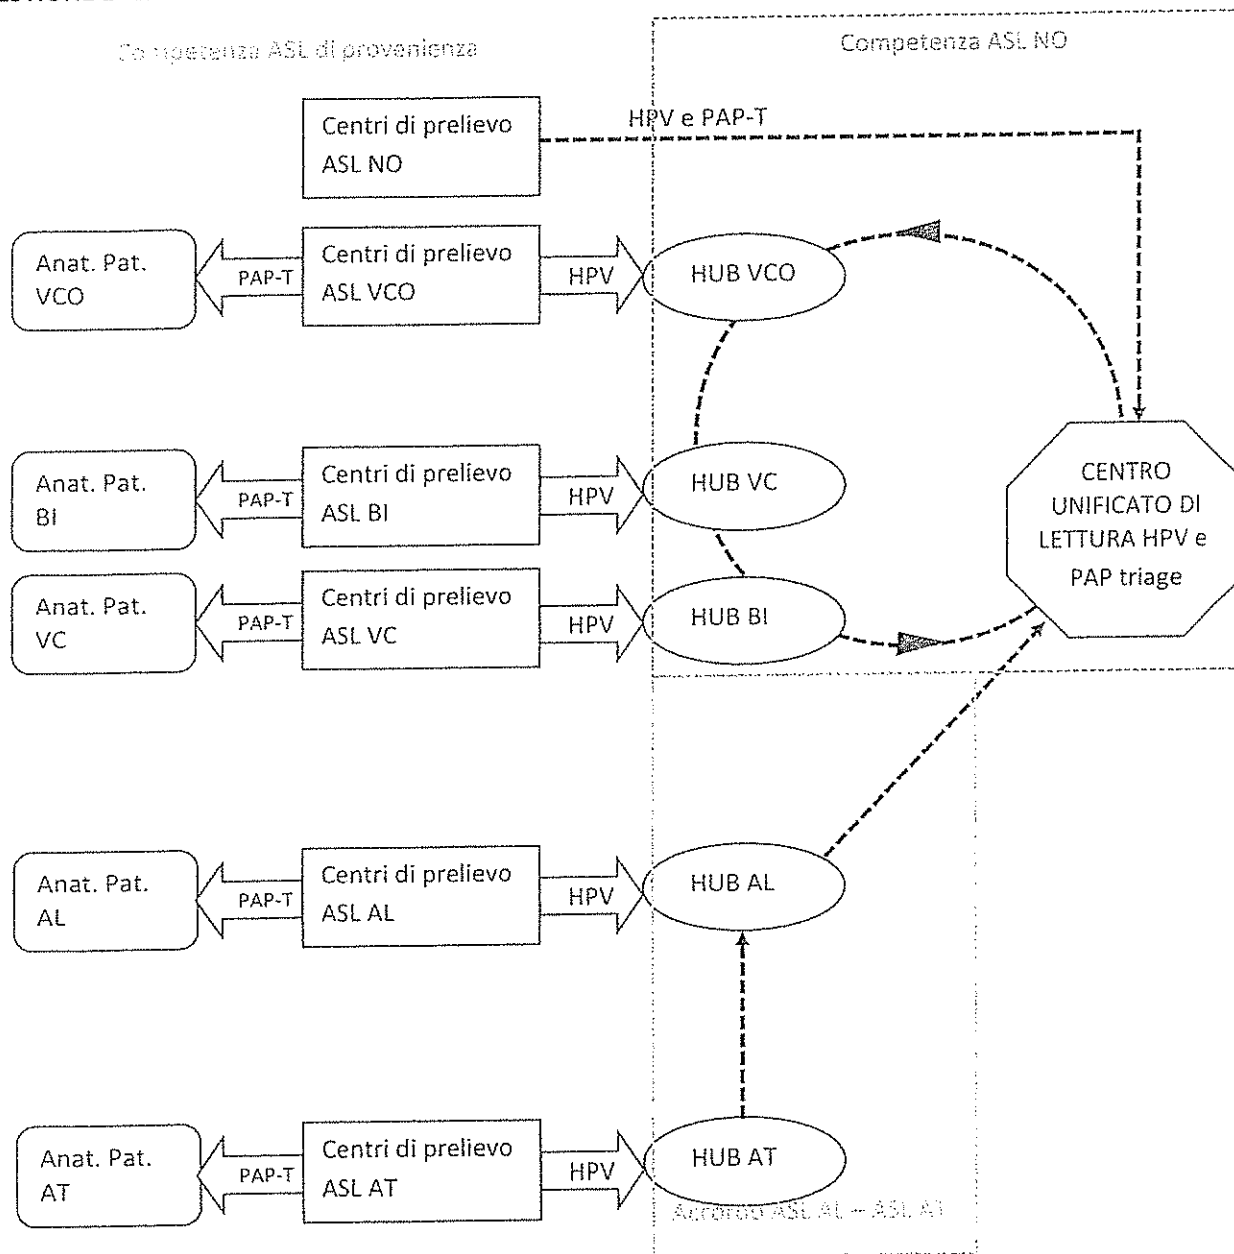 Competenza ASL di provenienza
Competenza ASL NO
Centri di prelievo
ASL NO
HPV e PAP-T
Anat. Pat.
VCO
PAP-T
Centri di prelievo
ASL VCO
HPV
HUB VCO
Anat. Pat.
BI
PAP-T
Centri di prelievo
ASL BI
HPV
HUB VC
CENTRO
UNIFICATO DI
LETTURA HPV e
PAP triage
Anat. Pat.
VC
PAP-T
Centri di prelievo
ASL VC
HPV
HUB BI
Anat. Pat.
AL
PAP-T
Centri di prelievo
ASL AL
HPV
HUB AL
Anat. Pat.
AT
PAP-T
Centri di prelievo
ASL AT
HPV
HUB AT
Accordo ASL AL – ASL AT